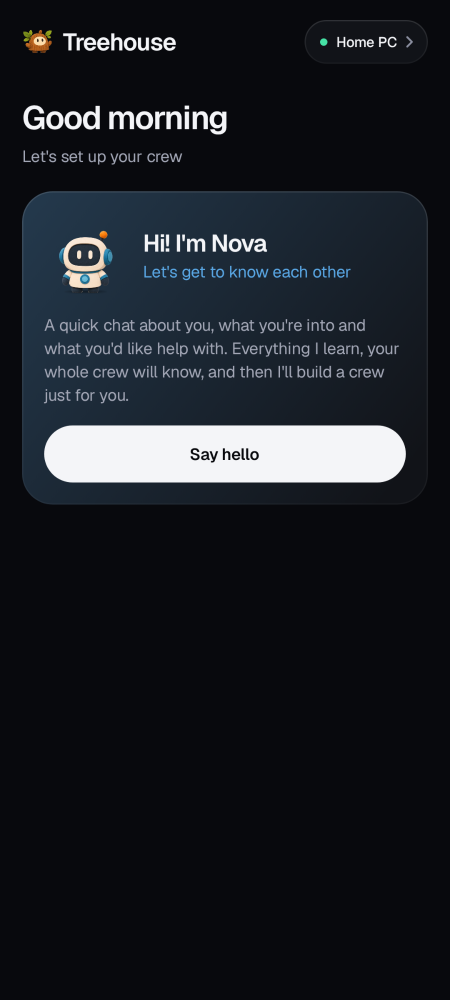 Treehouse
Home PC
Good morning
Let's set up your crew
Hi! I'm Nova
Let's get to know each other
A quick chat about you, what you're into and
what you'd like help with. Everything I learn, your
whole crew will know, and then I'll build a crew
just for you.
Say hello